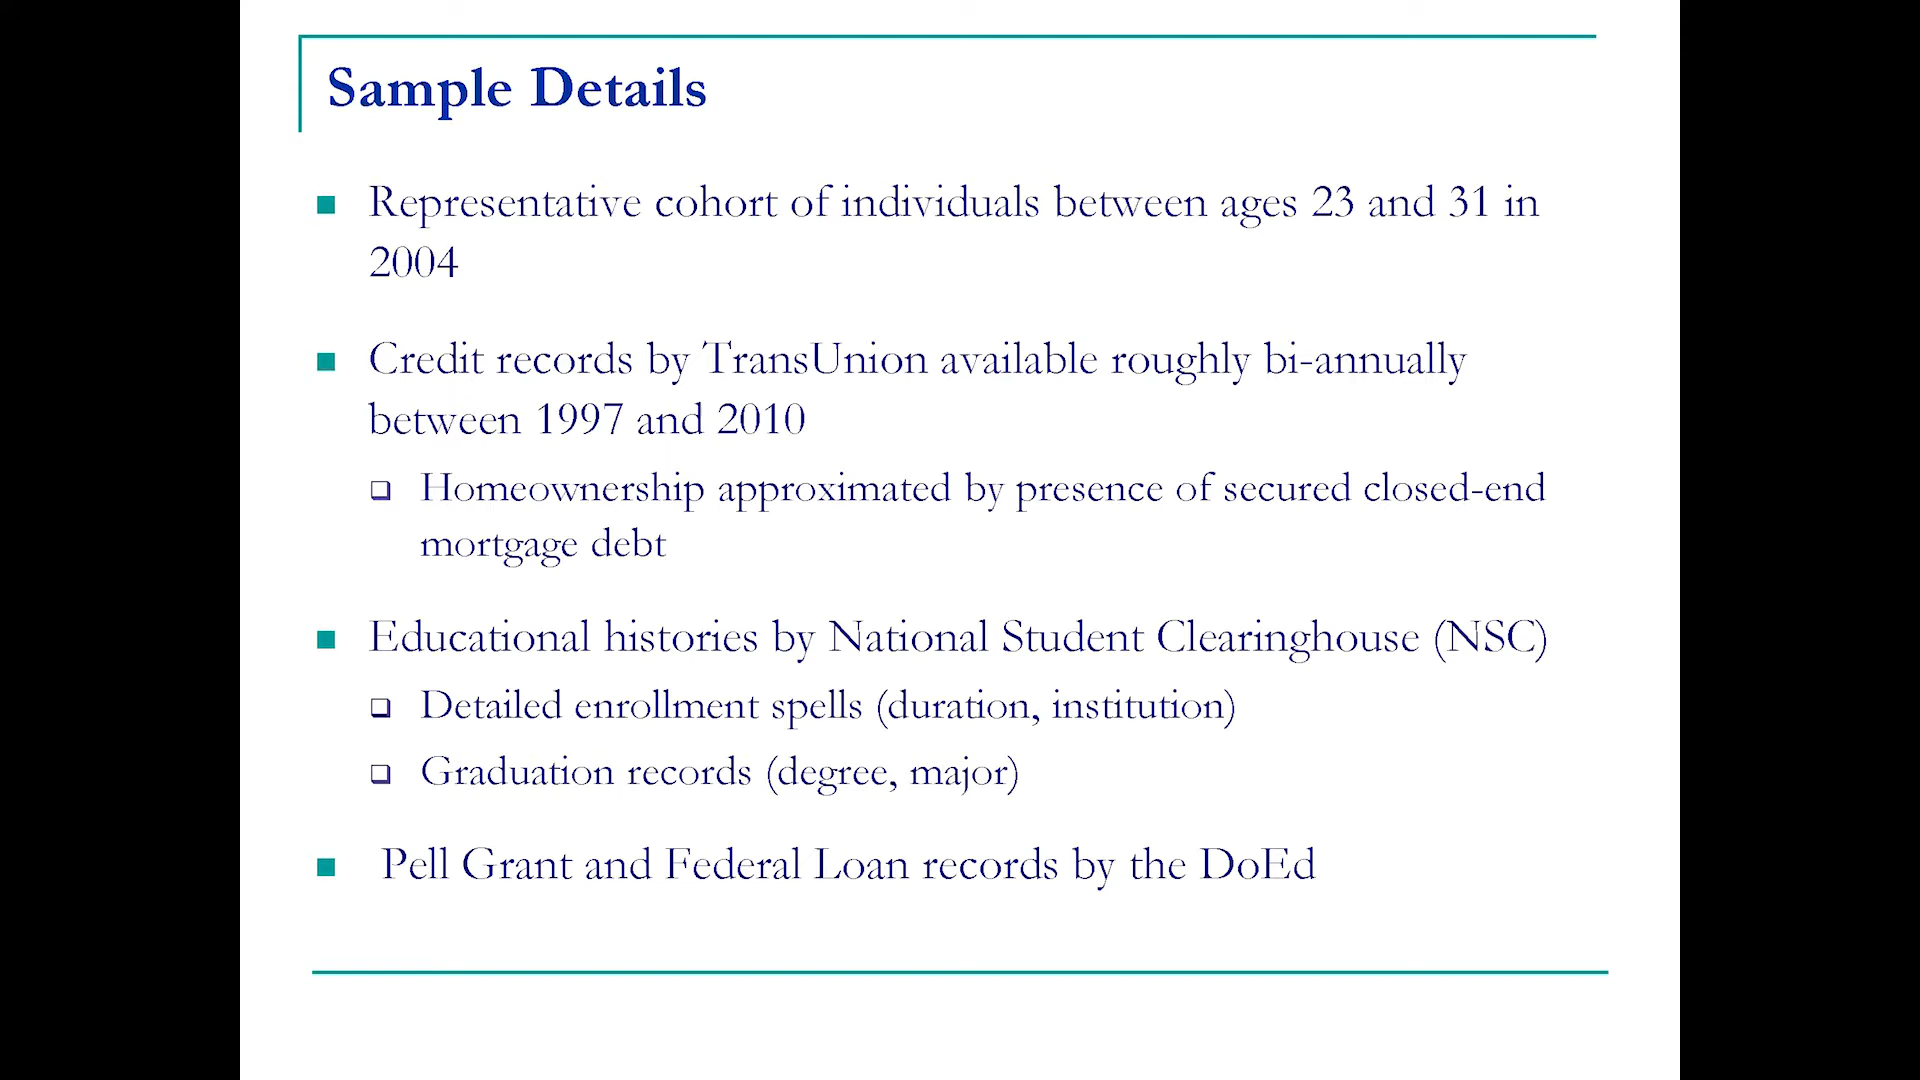 Sample Details
Representative cohort of individuals between ages 23 and 31 in
2004
Credit records by TransUnion available roughly bi-annually
between 1997 and 2010
Homeownership approximated by presence of secured closed-end
mortgage debt
Educational histories by National Student Clearinghouse (NSC)
Detailed enrollment spells (duration, institution)
Graduation records (degree, major)
Pell Grant and Federal Loan records by the DoEd